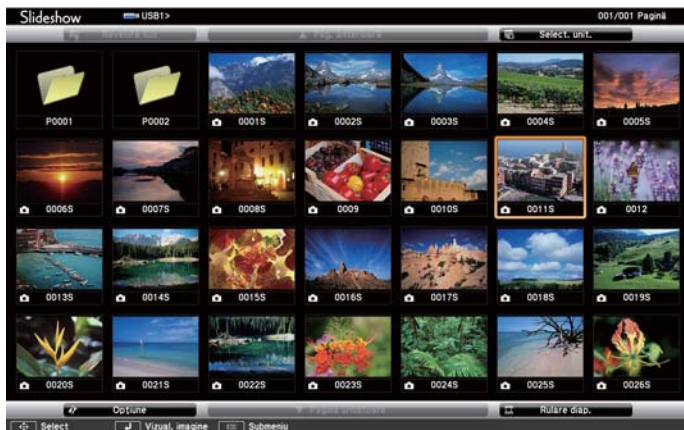 Slideshow USB1> 001/001 Pagină
Revenire sus ▲ Pag. anterioară Select. unit.
P0001 P0002 0001S 0002S 0003S 0004S 0005S
0006S 0007S 0008S 0009 0010S 0011S 0012
0013S 0014S 0015S 0016S 0017S 0018S 0019S
0020S 0021S 0022S 0023S 0024S 0025S 0026S
Opţiune ▼ Pagina următoare Rulare diap.
Select Vizual. imagine Submeniu